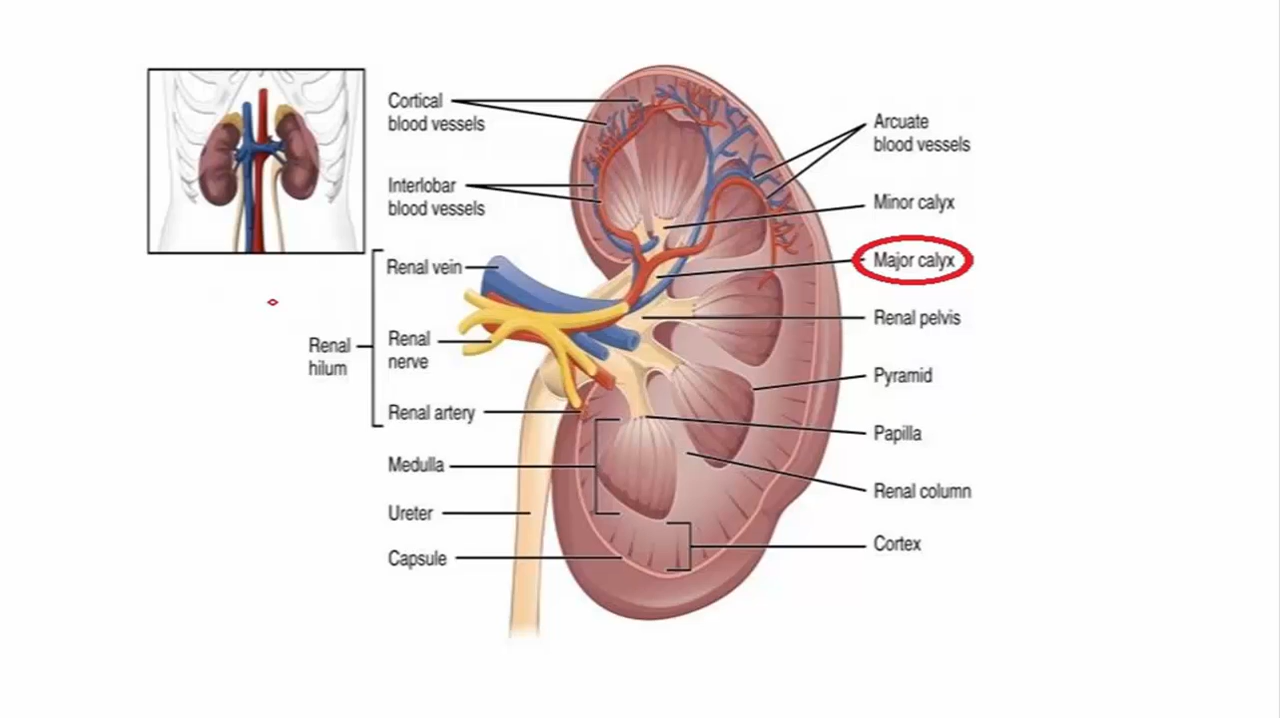 Cortical
blood vessels
Interlobar
blood vessels
Renal vein
Renal
nerve
Renal
hilum
Renal artery
Medulla
Ureter
Capsule
Arcuate
blood vessels
Minor calyx
Major calyx
Renal pelvis
Pyramid
Papilla
Renal column
Cortex